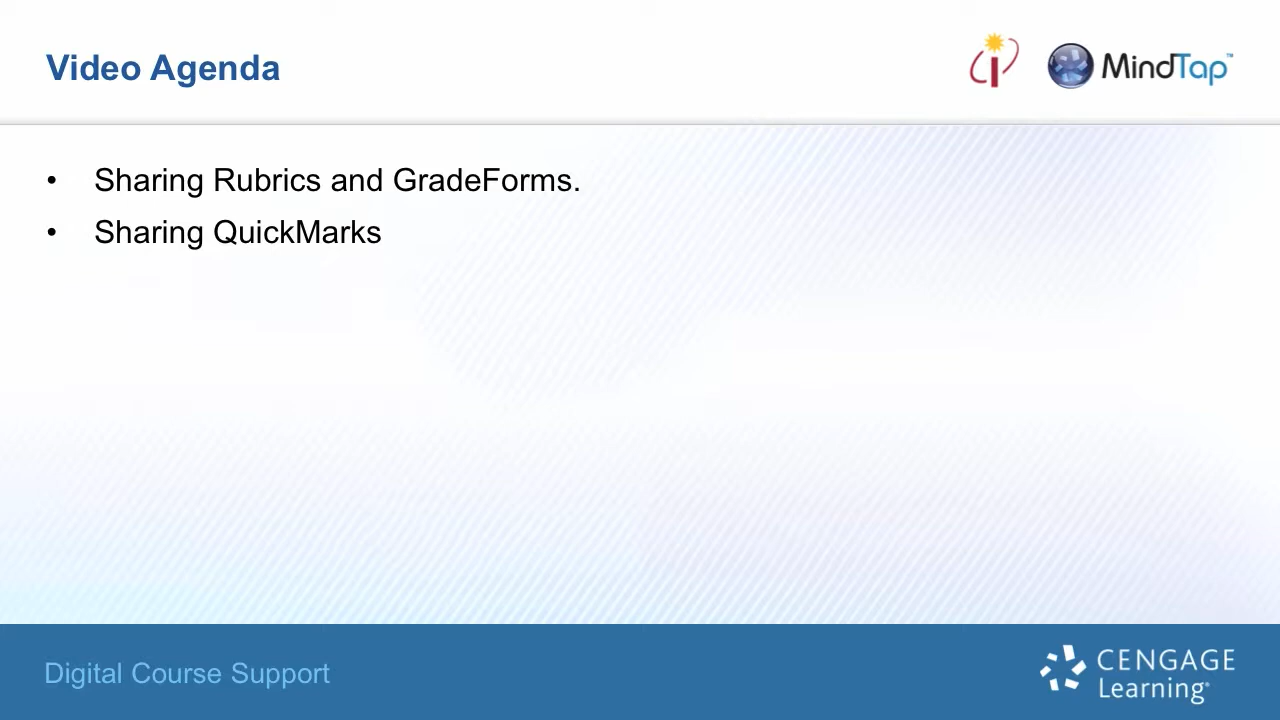 Video Agenda
MindTap™
• Sharing Rubrics and GradeForms.
• Sharing QuickMarks
Digital Course Support
CENGAGE
Learning®